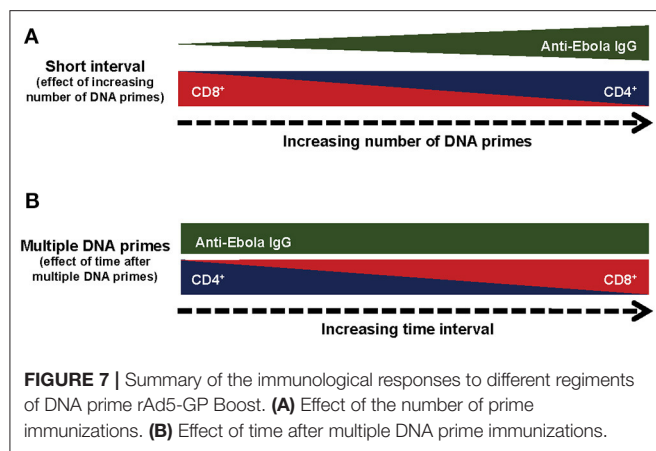 A
Short interval
(effect of increasing
number of DNA primes)
Anti-Ebola IgG
CD8⁺
CD4⁺
Increasing number of DNA primes
B
Multiple DNA primes
(effect of time after
multiple DNA primes)
Anti-Ebola IgG
CD4⁺
CD8⁺
Increasing time interval
FIGURE 7 | Summary of the immunological responses to different regiments
of DNA prime rAd5-GP Boost. (A) Effect of the number of prime
immunizations. (B) Effect of time after multiple DNA prime immunizations.